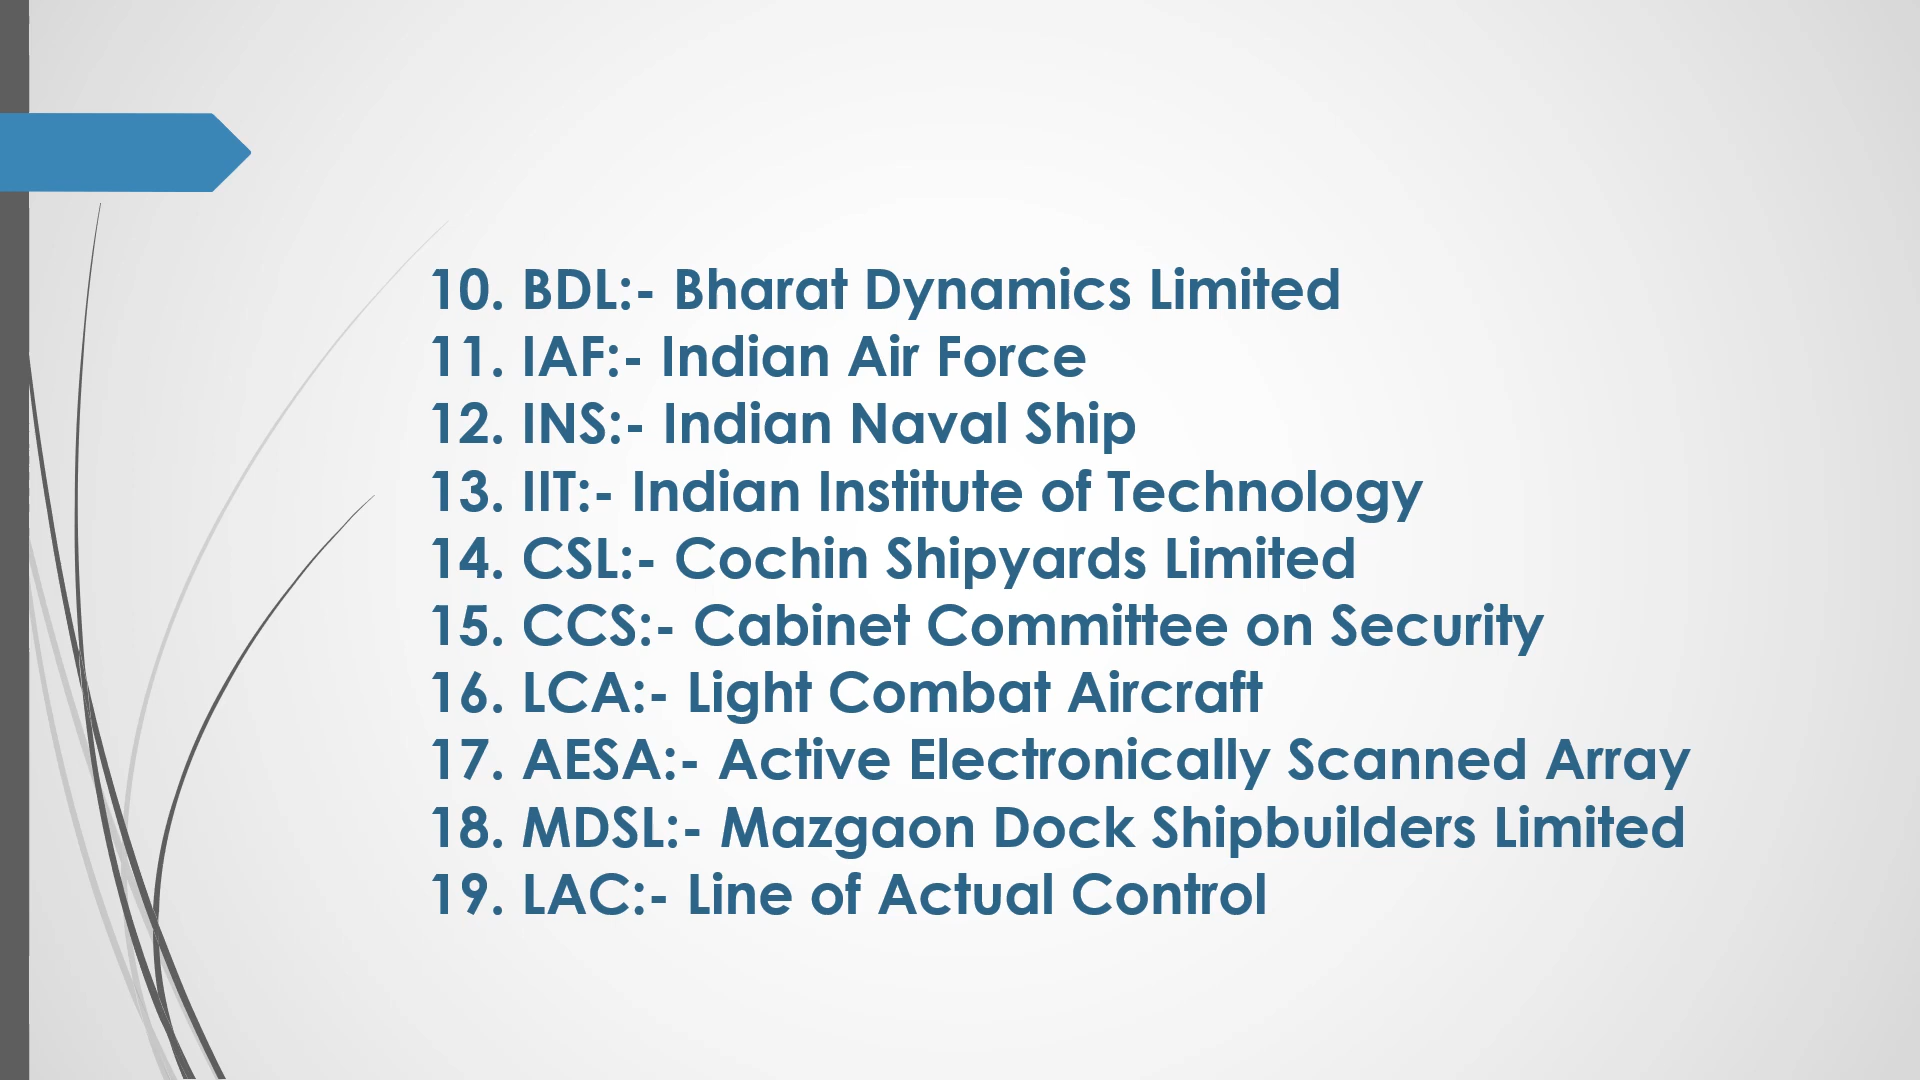 10. BDL:- Bharat Dynamics Limited
11. IAF:- Indian Air Force
12. INS:- Indian Naval Ship
13. IIT:- Indian Institute of Technology
14. CSL:- Cochin Shipyards Limited
15. CCS:- Cabinet Committee on Security
16. LCA:- Light Combat Aircraft
17. AESA:- Active Electronically Scanned Array
18. MDSL:- Mazgaon Dock Shipbuilders Limited
19. LAC:- Line of Actual Control